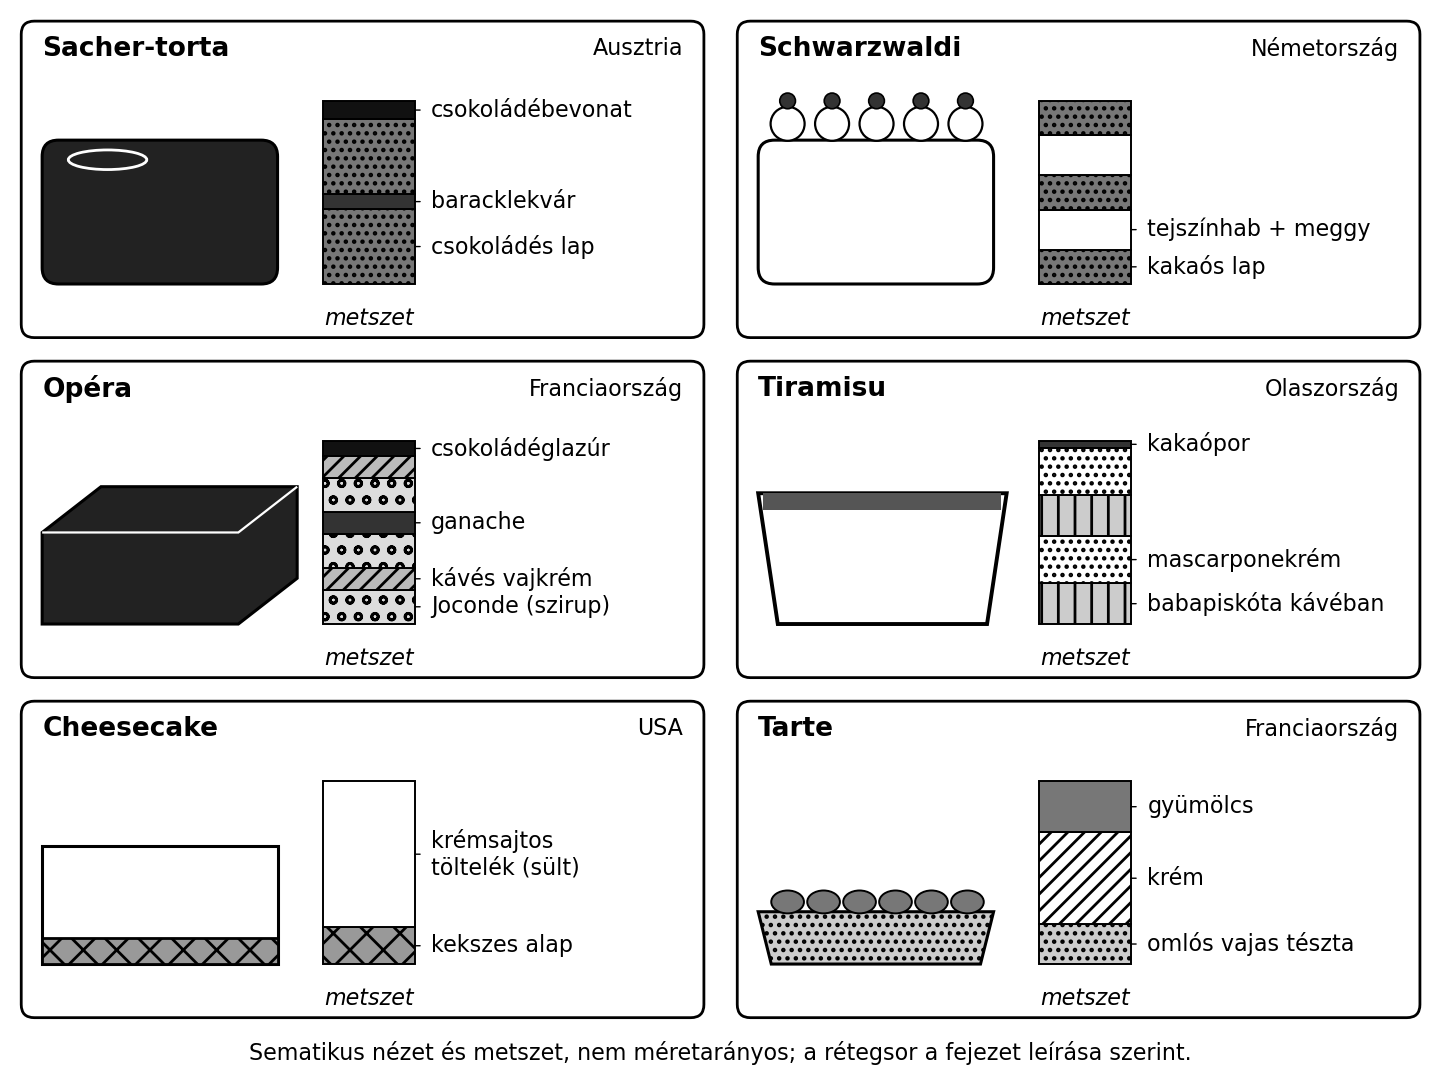 Sacher-torta
Ausztria
csokoládébevonat
baracklekvár
csokoládés lap
metszet
Schwarzwaldi
Németország
tejszínhab + meggy
kakaós lap
metszet
Opéra
Franciaország
csokoládéglazúr
ganache
kávés vajkrém
Joconde (szirup)
metszet
Tiramisu
Olaszország
kakaópor
mascarponekrém
babapiskóta kávéban
metszet
Cheesecake
USA
krémsajtos
töltelék (sült)
kekszes alap
metszet
Tarte
Franciaország
gyümölcs
krém
omlós vajas tészta
metszet
Sematikus nézet és metszet, nem méretarányos; a rétegsor a fejezet leírása szerint.